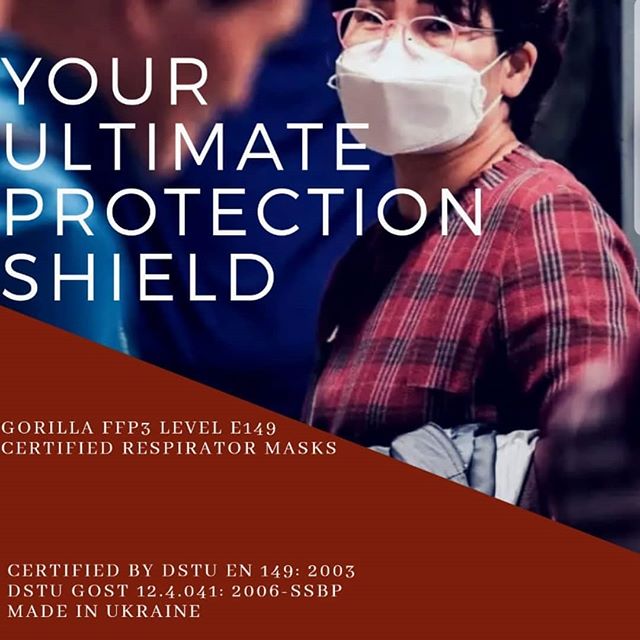 YOUR
ULTIMATE
PROTECTION
SHIELD
GORILLA FFP3 LEVEL E149
CERTIFIED RESPIRATOR MASKS
CERTIFIED BY DSTU EN 149: 2003
DSTU GOST 12.4.041: 2006-SSBP
MADE IN UKRAINE